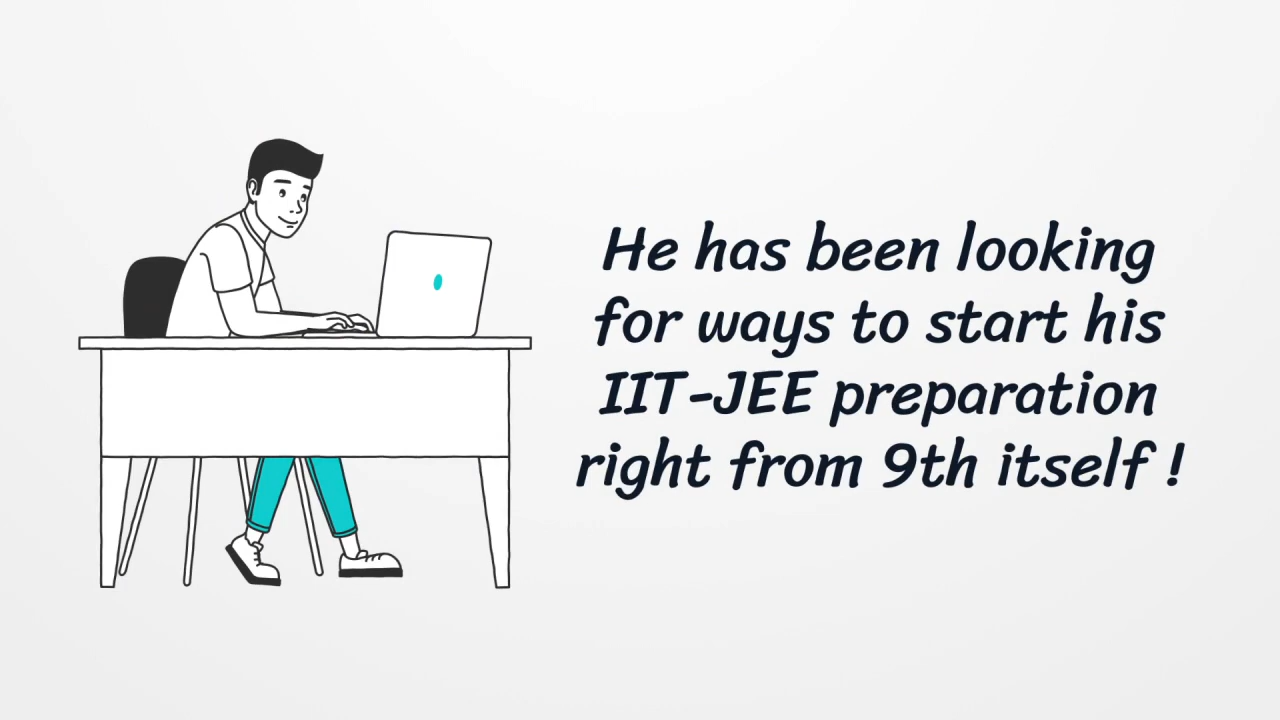 He has been looking
for ways to start his
IIT-JEE preparation
right from 9th itself !